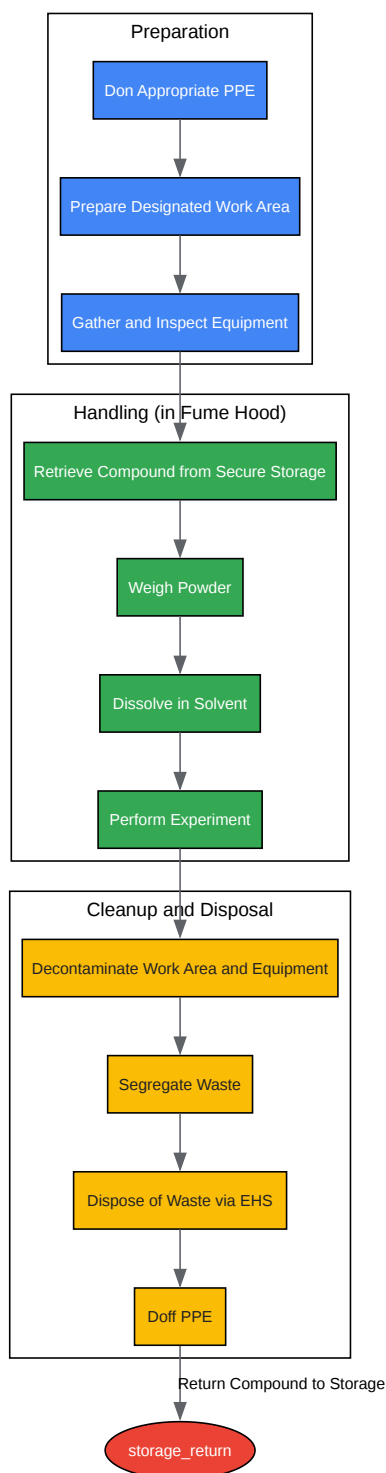 Preparation
Don Appropriate PPE
Prepare Designated Work Area
Gather and Inspect Equipment
Handling (in Fume Hood)
Retrieve Compound from Secure Storage
Weigh Powder
Dissolve in Solvent
Perform Experiment
Cleanup and Disposal
Decontaminate Work Area and Equipment
Segregate Waste
Dispose of Waste via EHS
Doff PPE
Return Compound to Storage
storage_return